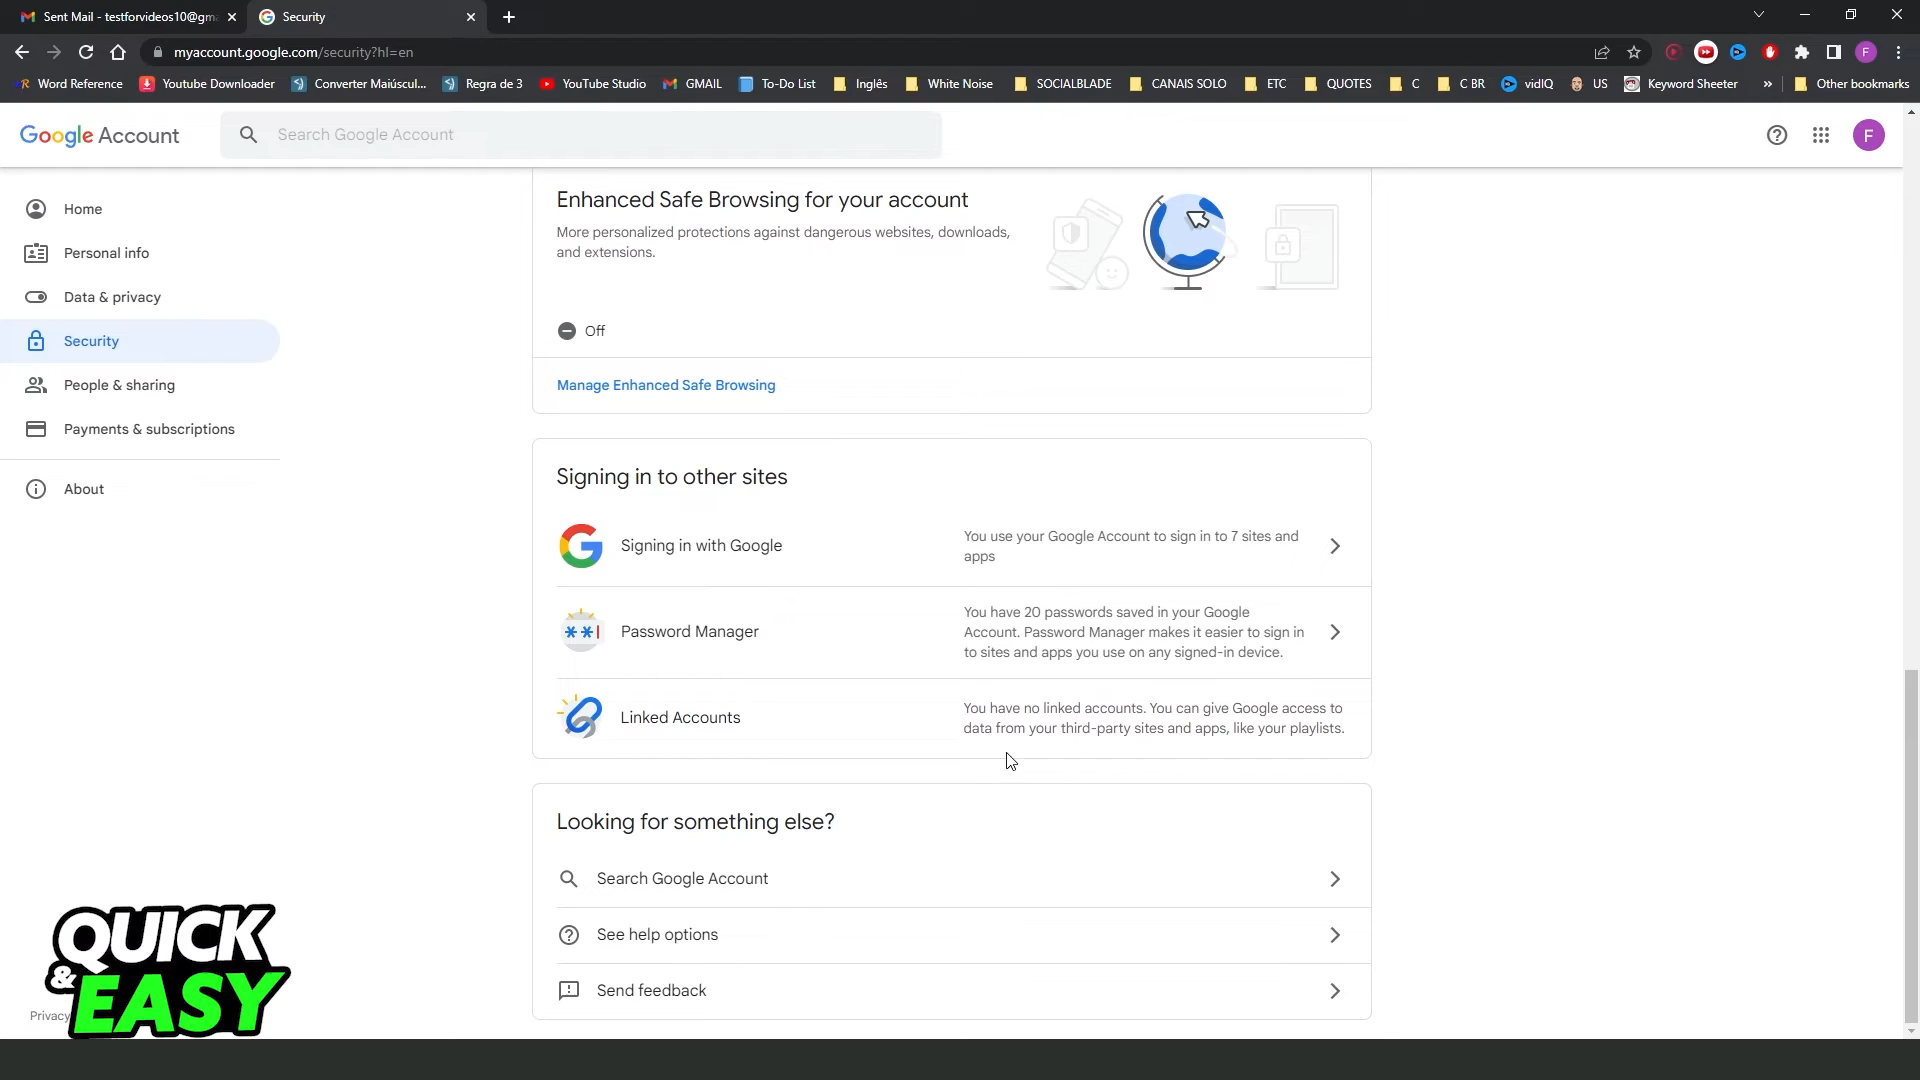 Sent Mail - testforvideos10@gm
Security
myaccount.google.com/security?hl=en
Word Reference
Youtube Downloader
Converter Maiúscul...
Regra de 3
YouTube Studio
GMAIL
To-Do List
Inglês
White Noise
SOCIALBLADE
CANAIS SOLO
ETC
QUOTES
C
C BR
vidIQ
US
Keyword Sheeter
»
Other bookmarks
Google Account
Search Google Account
F
Home
Personal info
Data & privacy
Security
People & sharing
Payments & subscriptions
About
Enhanced Safe Browsing for your account
More personalized protections against dangerous websites, downloads,
and extensions.
Off
Manage Enhanced Safe Browsing
Signing in to other sites
Signing in with Google
You use your Google Account to sign in to 7 sites and
apps
Password Manager
You have 20 passwords saved in your Google
Account. Password Manager makes it easier to sign in
to sites and apps you use on any signed-in device.
Linked Accounts
You have no linked accounts. You can give Google access to
data from your third-party sites and apps, like your playlists.
Looking for something else?
Search Google Account
See help options
Send feedback
Privacy
QUICK
& EASY